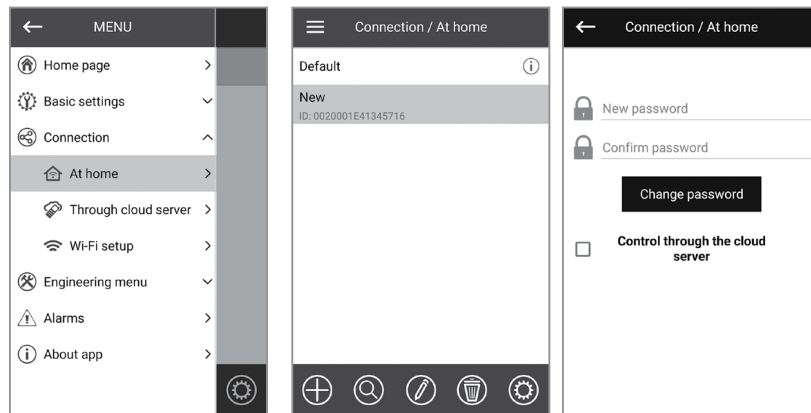 MENU
Home page
Basic settings
Connection
At home
Through cloud server
Wi-Fi setup
Engineering menu
Alarms
About app
Connection / At home
Default
New
ID: 0020001E41345716
Connection / At home
New password
Confirm password
Change password
Control through the cloud
server